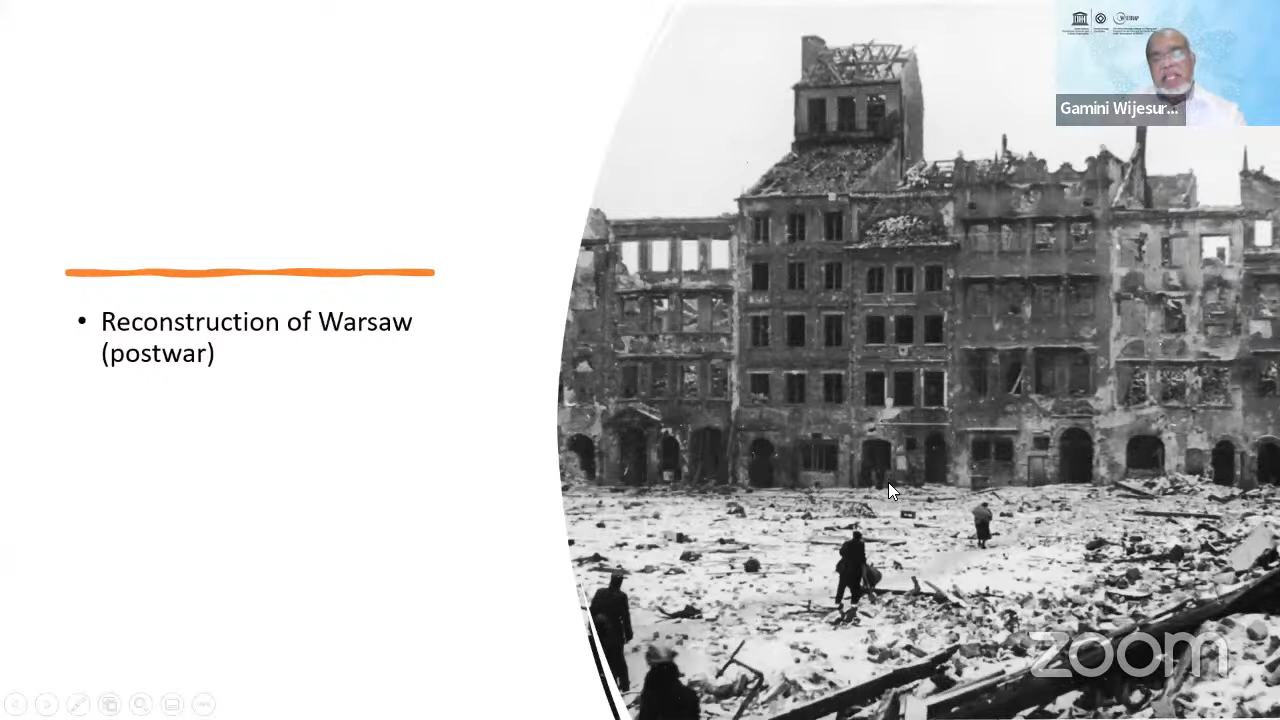 Gamini Wijesur...
• Reconstruction of Warsaw
(postwar)
zoom